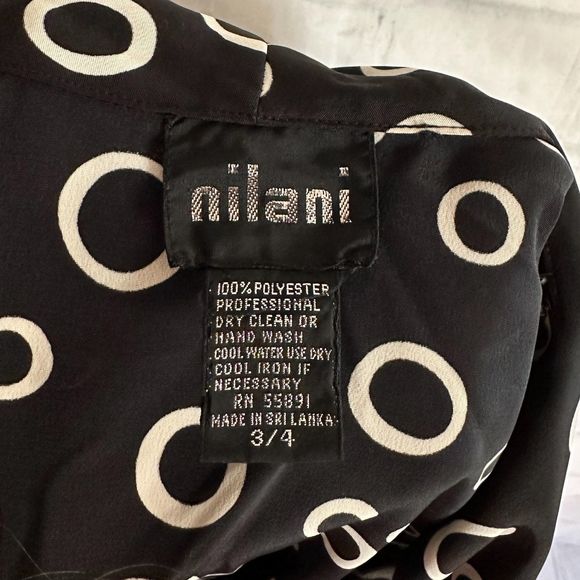 nilani
100% POLYESTER
PROFESSIONAL
DRY CLEAN OR
HAND WASH
COOL WATER USE DRY
COOL IRON IF
NECESSARY
RN 55891
MADE IN SRI LANKA
3/4